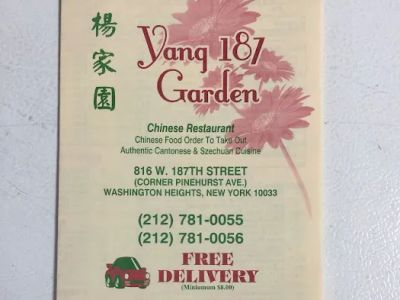 楊家園
Yang 187
Garden
Chinese Restaurant
Chinese Food Order To Take Out
Authentic Cantonese & Szechuan Cuisine
816 W. 187TH STREET
(CORNER PINEHURST AVE.)
WASHINGTON HEIGHTS, NEW YORK 10033
(212) 781-0055
(212) 781-0056
FREE
DELIVERY
(Miniomum $8.00)